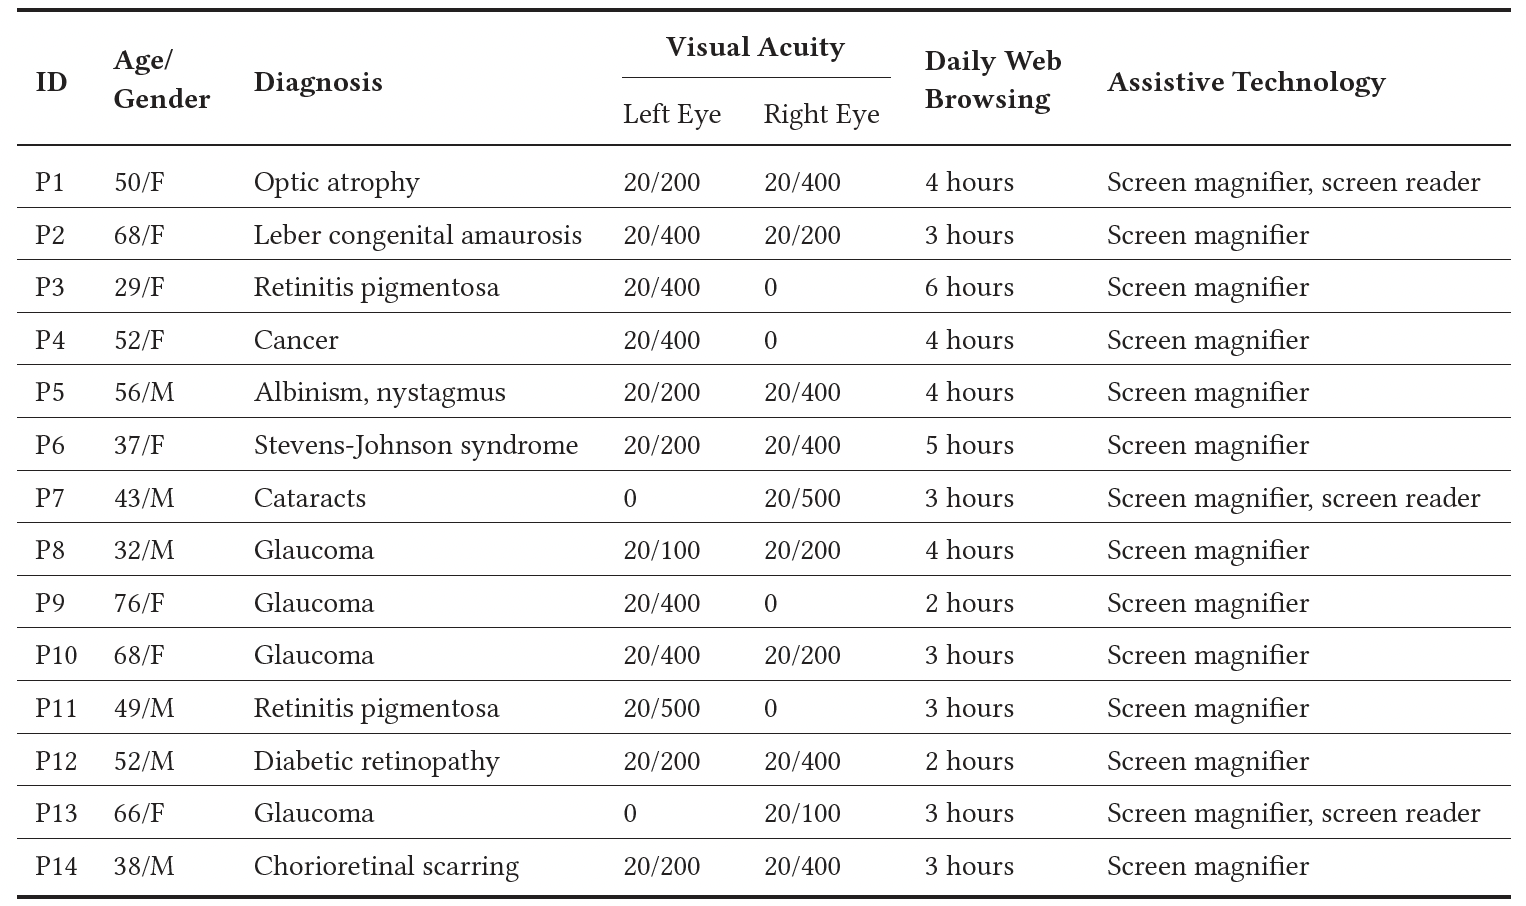 ID Age/ Gender Diagnosis Visual Acuity Left Eye Right Eye Daily Web Browsing Assistive Technology
P1 50/F Optic atrophy 20/200 20/400 4 hours Screen magnifier, screen reader
P2 68/F Leber congenital amaurosis 20/400 20/200 3 hours Screen magnifier
P3 29/F Retinitis pigmentosa 20/400 0 6 hours Screen magnifier
P4 52/F Cancer 20/400 0 4 hours Screen magnifier
P5 56/M Albinism, nystagmus 20/200 20/400 4 hours Screen magnifier
P6 37/F Stevens-Johnson syndrome 20/200 20/400 5 hours Screen magnifier
P7 43/M Cataracts 0 20/500 3 hours Screen magnifier, screen reader
P8 32/M Glaucoma 20/100 20/200 4 hours Screen magnifier
P9 76/F Glaucoma 20/400 0 2 hours Screen magnifier
P10 68/F Glaucoma 20/400 20/200 3 hours Screen magnifier
P11 49/M Retinitis pigmentosa 20/500 0 3 hours Screen magnifier
P12 52/M Diabetic retinopathy 20/200 20/400 2 hours Screen magnifier
P13 66/F Glaucoma 0 20/100 3 hours Screen magnifier, screen reader
P14 38/M Chorioretinal scarring 20/200 20/400 3 hours Screen magnifier